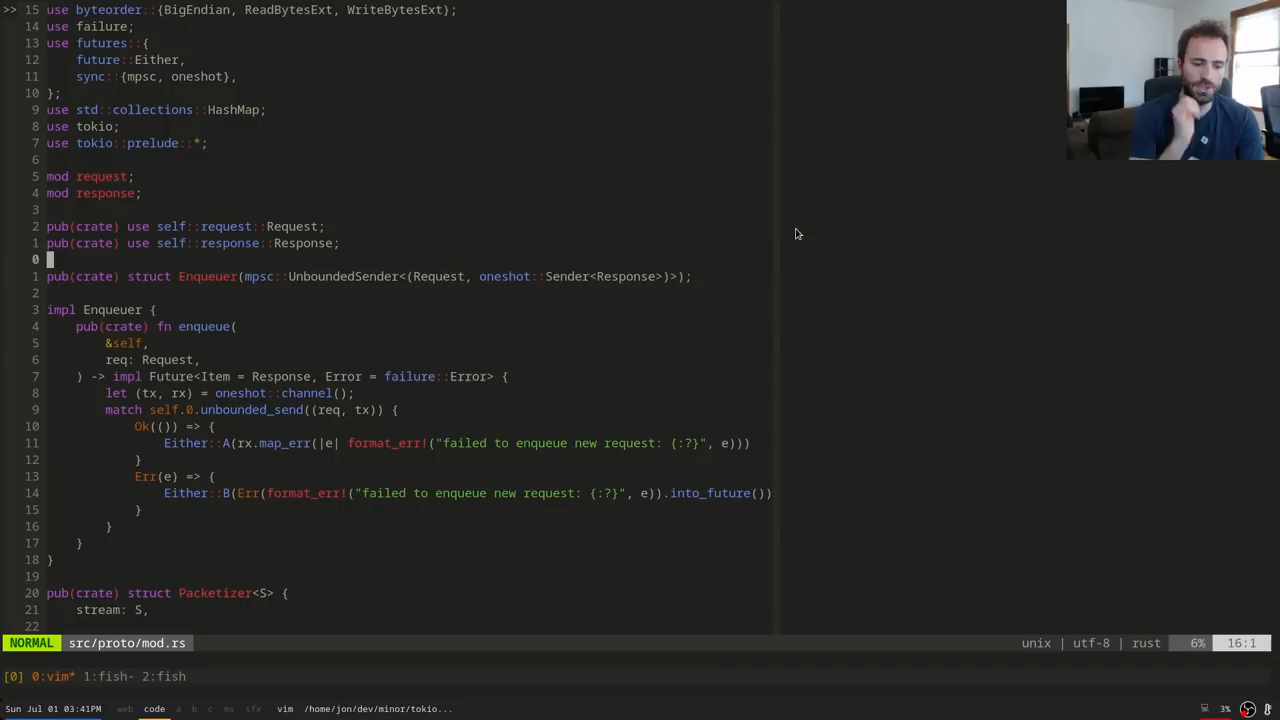 >> 15 use byteorder::{BigEndian, ReadBytesExt, WriteBytesExt};
14 use failure;
13 use futures::{
12     future::Either,
11     sync::{mpsc, oneshot},
10 };
9 use std::collections::HashMap;
8 use tokio;
7 use tokio::prelude::*;
6
5 mod request;
4 mod response;
3
2 pub(crate) use self::request::Request;
1 pub(crate) use self::response::Response;
0
1 pub(crate) struct Enqueuer(mpsc::UnboundedSender<(Request, oneshot::Sender<Response>)>);
2
3 impl Enqueuer {
4     pub(crate) fn enqueue(
5         &self,
6         req: Request,
7     ) -> impl Future<Item = Response, Error = failure::Error> {
8         let (tx, rx) = oneshot::channel();
9         match self.0.unbounded_send((req, tx)) {
10             Ok(()) => {
11                 Either::A(rx.map_err(|e| format_err!("failed to enqueue new request: {:?}", e)))
12             }
13             Err(e) => {
14                 Either::B(Err(format_err!("failed to enqueue new request: {:?}", e)).into_future())
15             }
16         }
17     }
18 }
19
20 pub(crate) struct Packetizer<S> {
21     stream: S,
22
NORMAL src/proto/mod.rs unix | utf-8 | rust 6% 16:1
[0] 0:vim* 1:fish- 2:fish
Sun Jul 01 03:41PM web code a b c mx sfx vim /home/jon/dev/minor/tokio... 3%